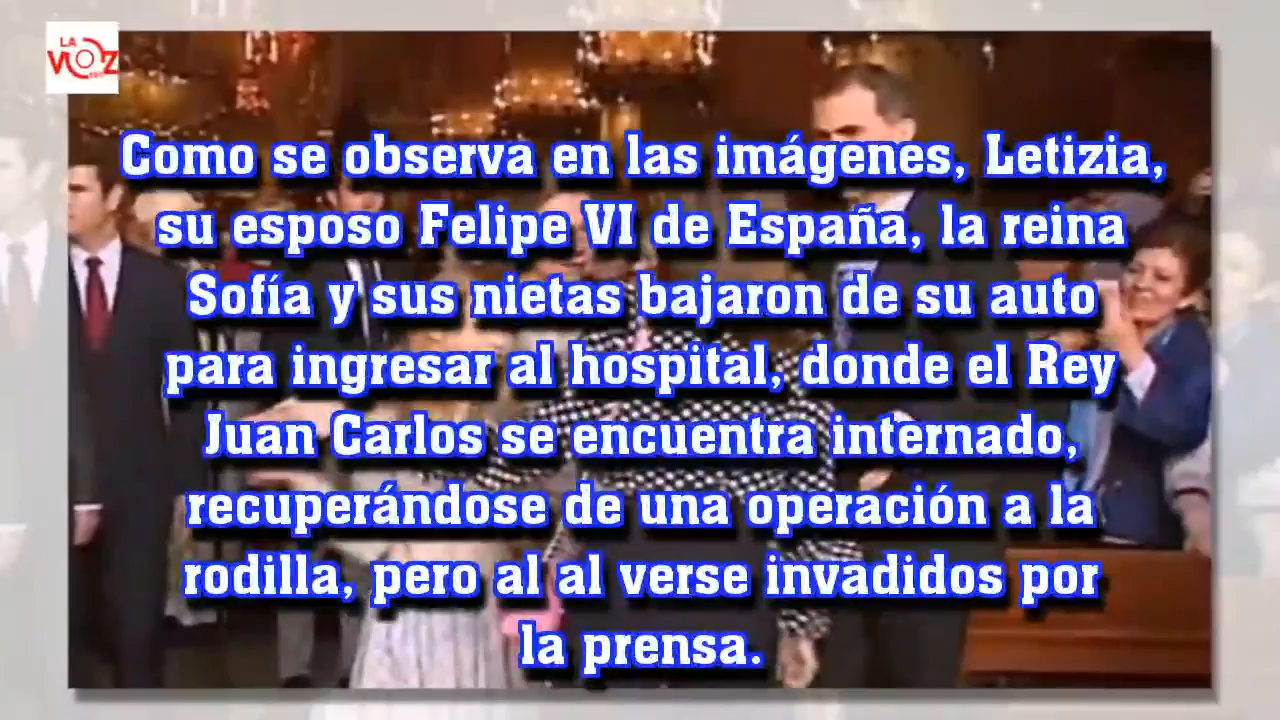 LA
VOZ
Como se observa en las imágenes, Letizia,
su esposo Felipe VI de España, la reina
Sofía y sus nietas bajaron de su auto
para ingresar al hospital, donde el Rey
Juan Carlos se encuentra internado,
recuperándose de una operación a la
rodilla, pero al al verse invadidos por
la prensa.